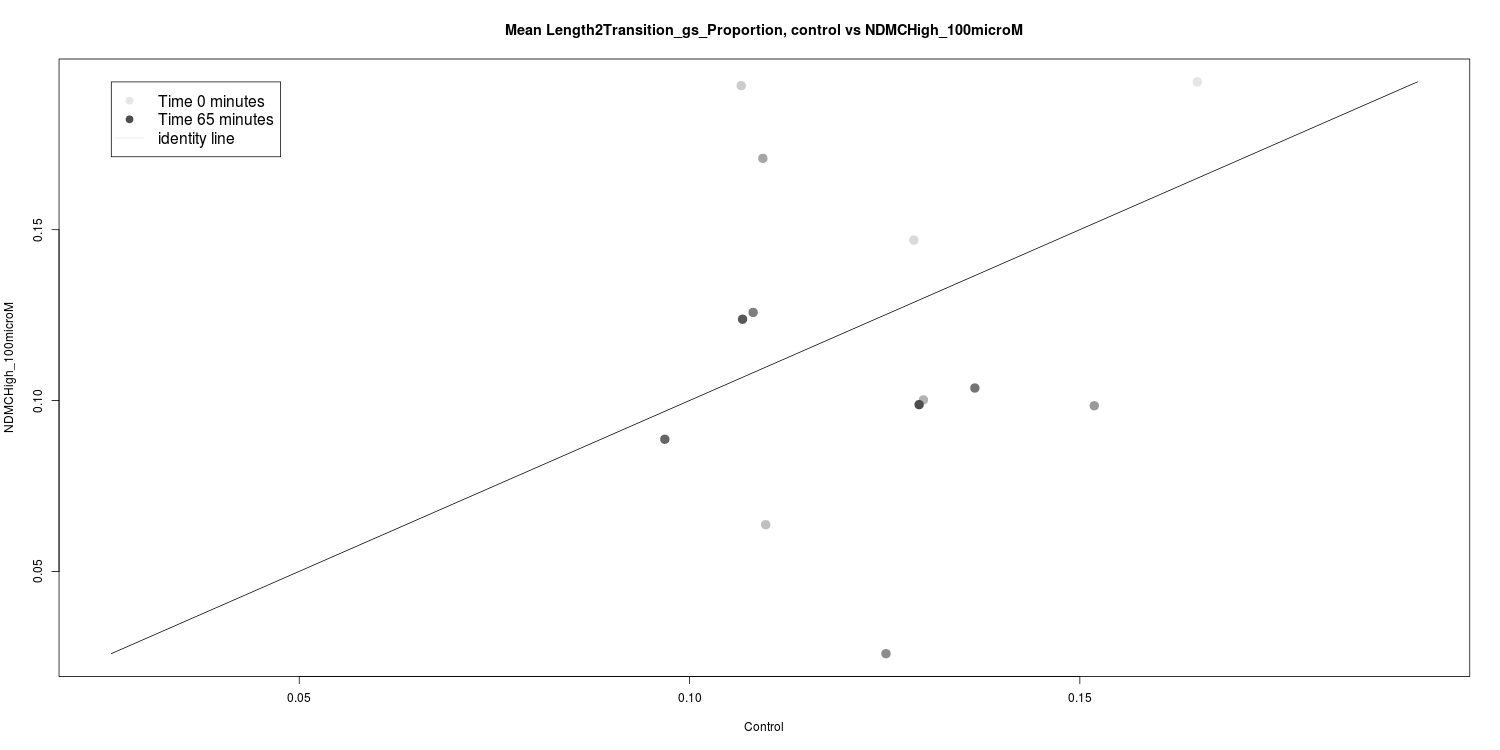 Mean Length2Transition_gs_Proportion, control vs NDMCHigh_100microM
Time 0 minutes
Time 65 minutes
identity line
NDMCHigh_100microM
0.15
0.10
0.05
0.05
0.10
0.15
Control